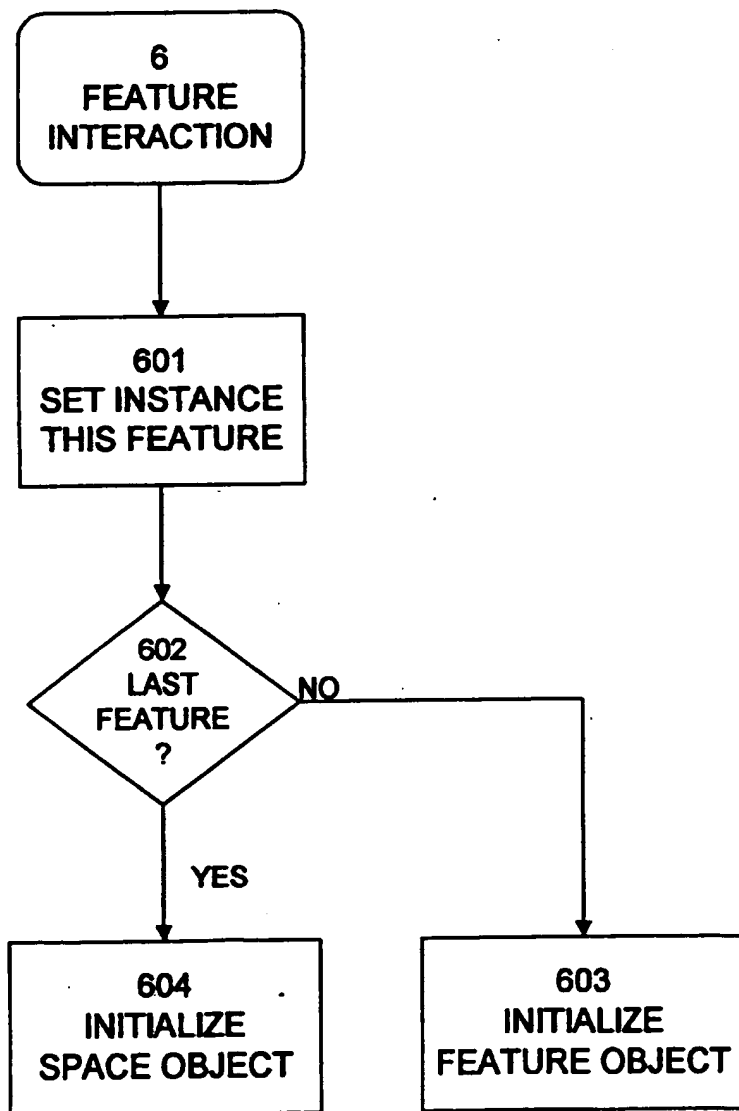 6
FEATURE
INTERACTION
601
SET INSTANCE
THIS FEATURE
602
LAST
FEATURE
?
NO
YES
604
INITIALIZE
SPACE OBJECT
603
INITIALIZE
FEATURE OBJECT